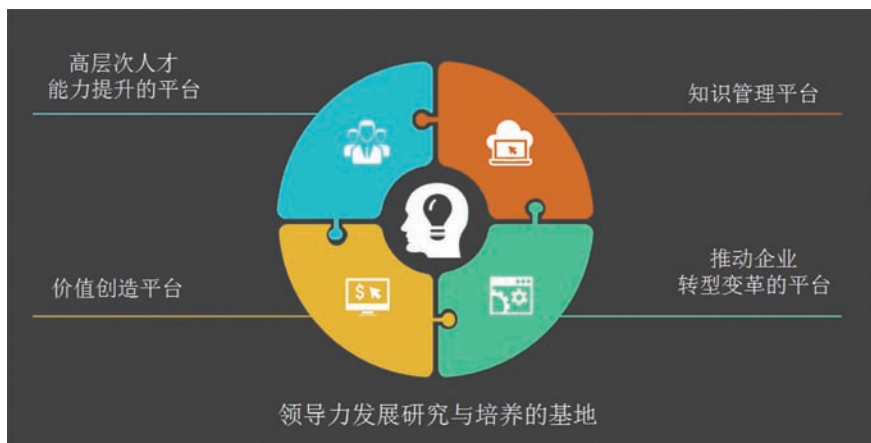 高层次人才
能力提升的平台
知识管理平台
$
价值创造平台
推动企业
转型变革的平台
领导力发展研究与培养的基地